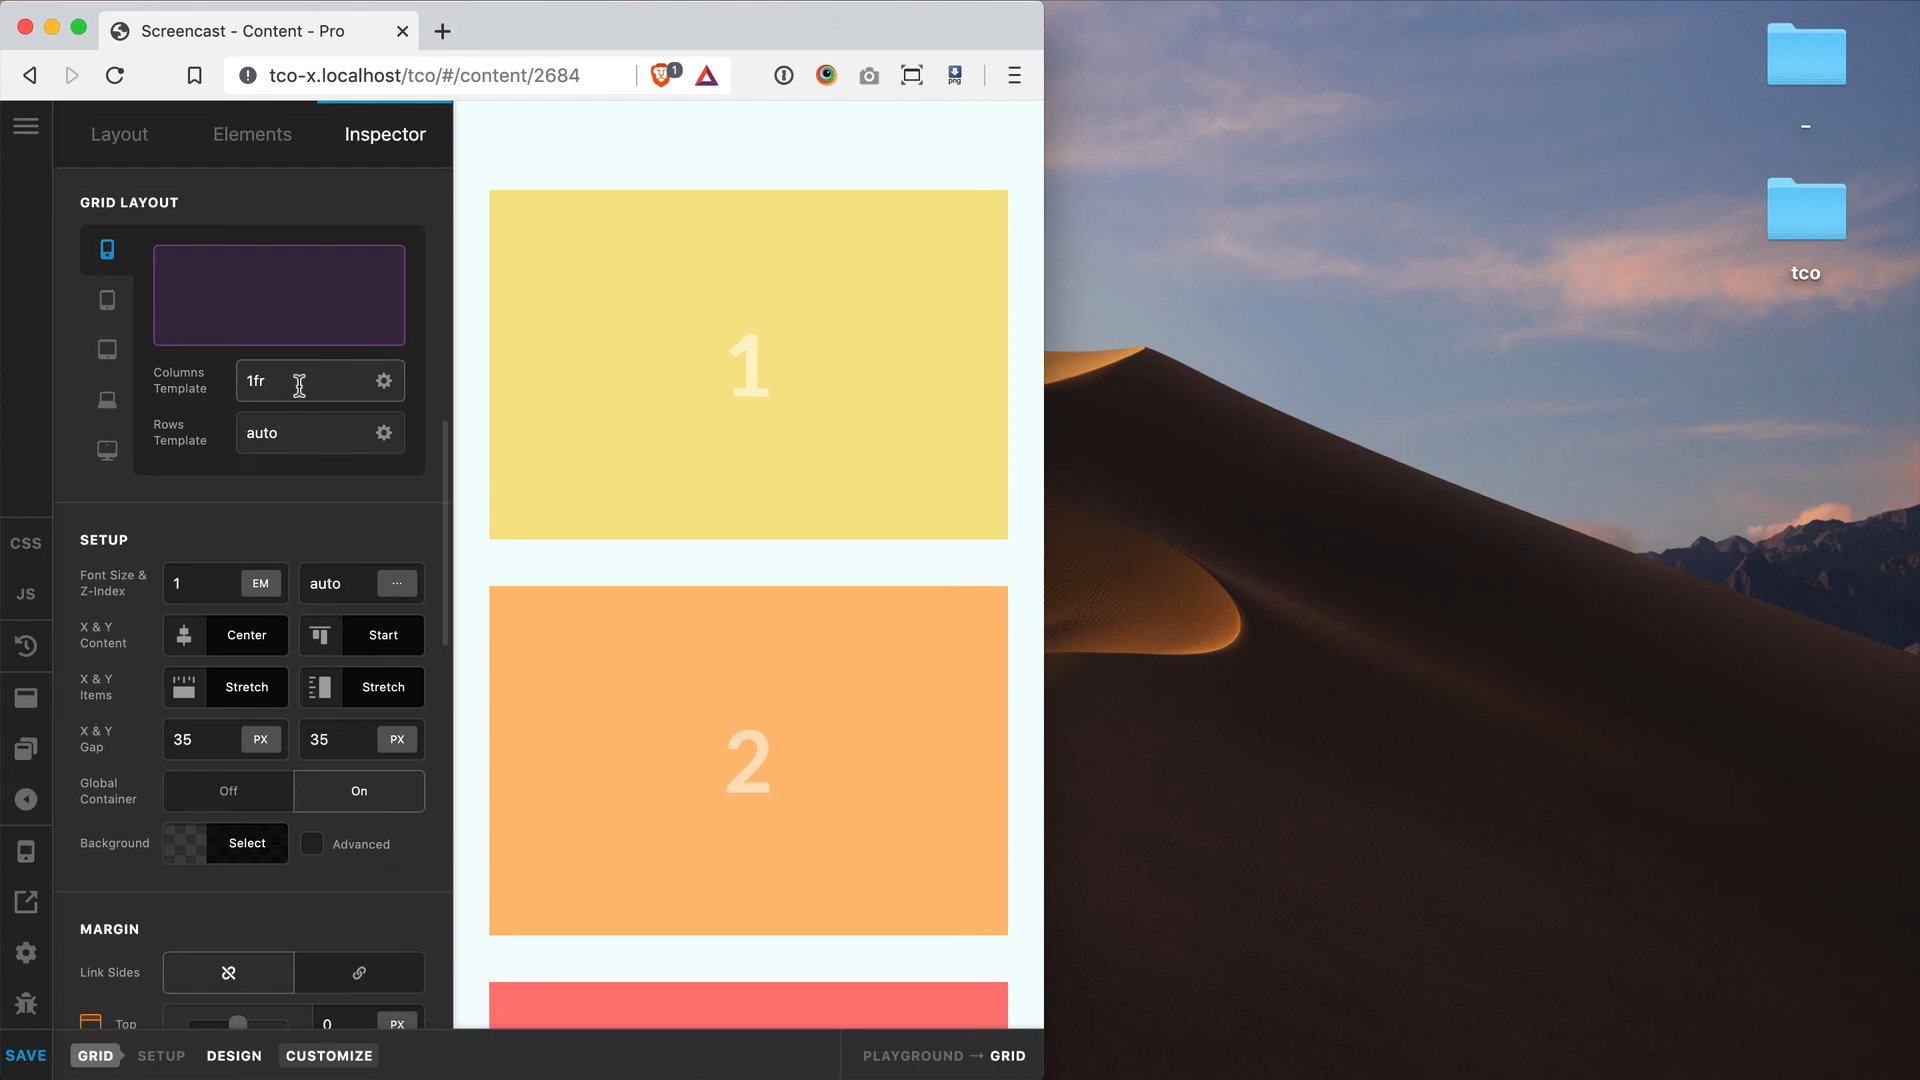 Screencast - Content - Pro
tco-x.localhost/tco/#/content/2684
1
png
Layout
Elements
Inspector
GRID LAYOUT
Columns
Template
1fr
Rows
Template
auto
SETUP
Font Size &
Z-Index
1
EM
auto
...
X & Y
Content
Center
Start
X & Y
Items
Stretch
Stretch
X & Y
Gap
35
PX
35
PX
Global
Container
Off
On
Background
Select
Advanced
MARGIN
Link Sides
Top
0
PX
CSS
JS
SAVE
GRID
SETUP
DESIGN
CUSTOMIZE
PLAYGROUND → GRID
1
2
–
tco